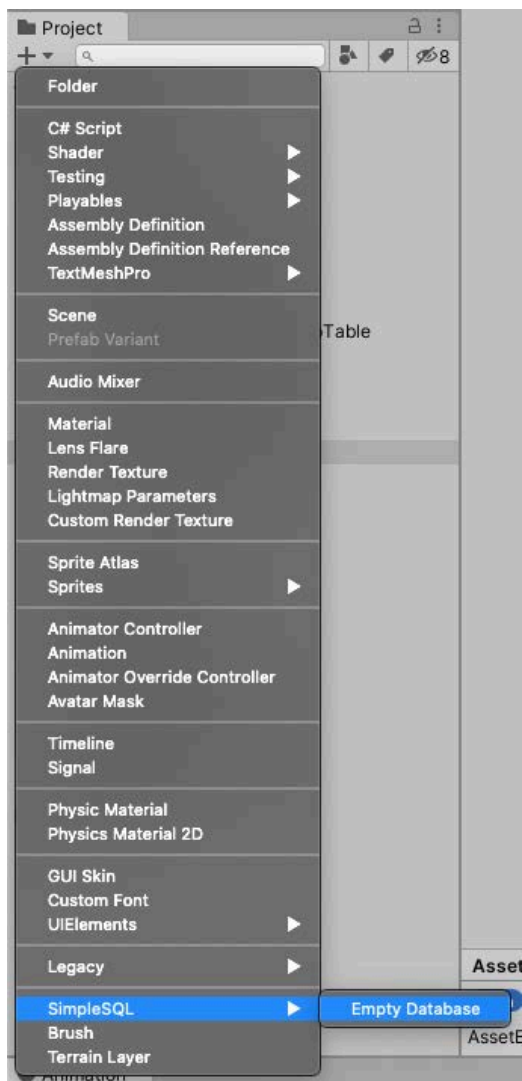 Project
8
Folder
C# Script
Shader
Testing
Playables
Assembly Definition
Assembly Definition Reference
TextMeshPro
Scene
Prefab Variant
Table
Audio Mixer
Material
Lens Flare
Render Texture
Lightmap Parameters
Custom Render Texture
Sprite Atlas
Sprites
Animator Controller
Animation
Animator Override Controller
Avatar Mask
Timeline
Signal
Physic Material
Physics Material 2D
GUI Skin
Custom Font
UIElements
Legacy
Asset
SimpleSQL
Empty Database
Brush
AssetB
Terrain Layer
Animation